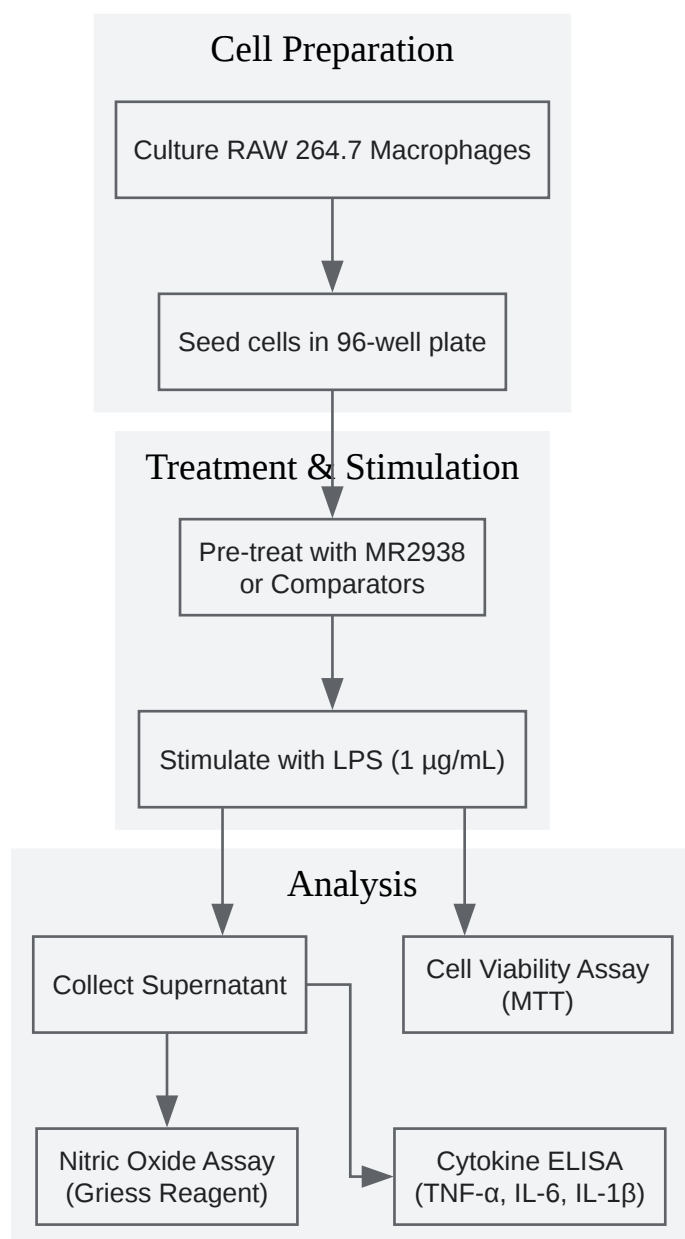 Cell Preparation
Culture RAW 264.7 Macrophages
Seed cells in 96-well plate
Treatment & Stimulation
Pre-treat with MR2938
or Comparators
Stimulate with LPS (1 µg/mL)
Analysis
Collect Supernatant
Cell Viability Assay
(MTT)
Nitric Oxide Assay
(Griess Reagent)
Cytokine ELISA
(TNF-α, IL-6, IL-1β)